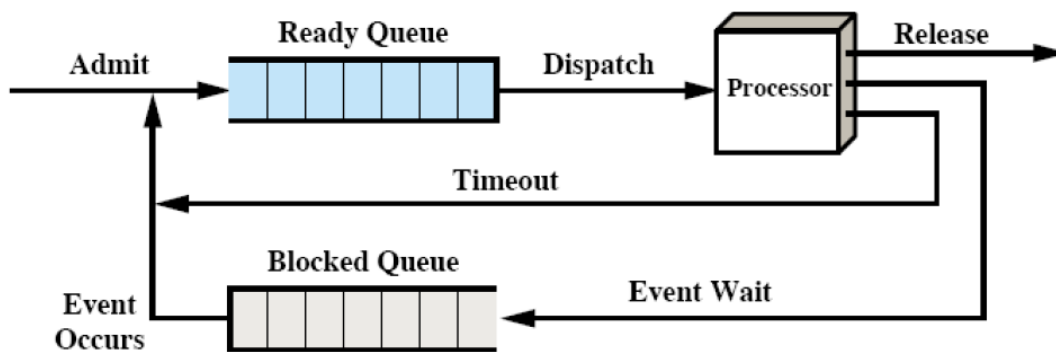 Ready Queue
Admit
Dispatch
Processor
Release
Timeout
Blocked Queue
Event Wait
Event
Occurs